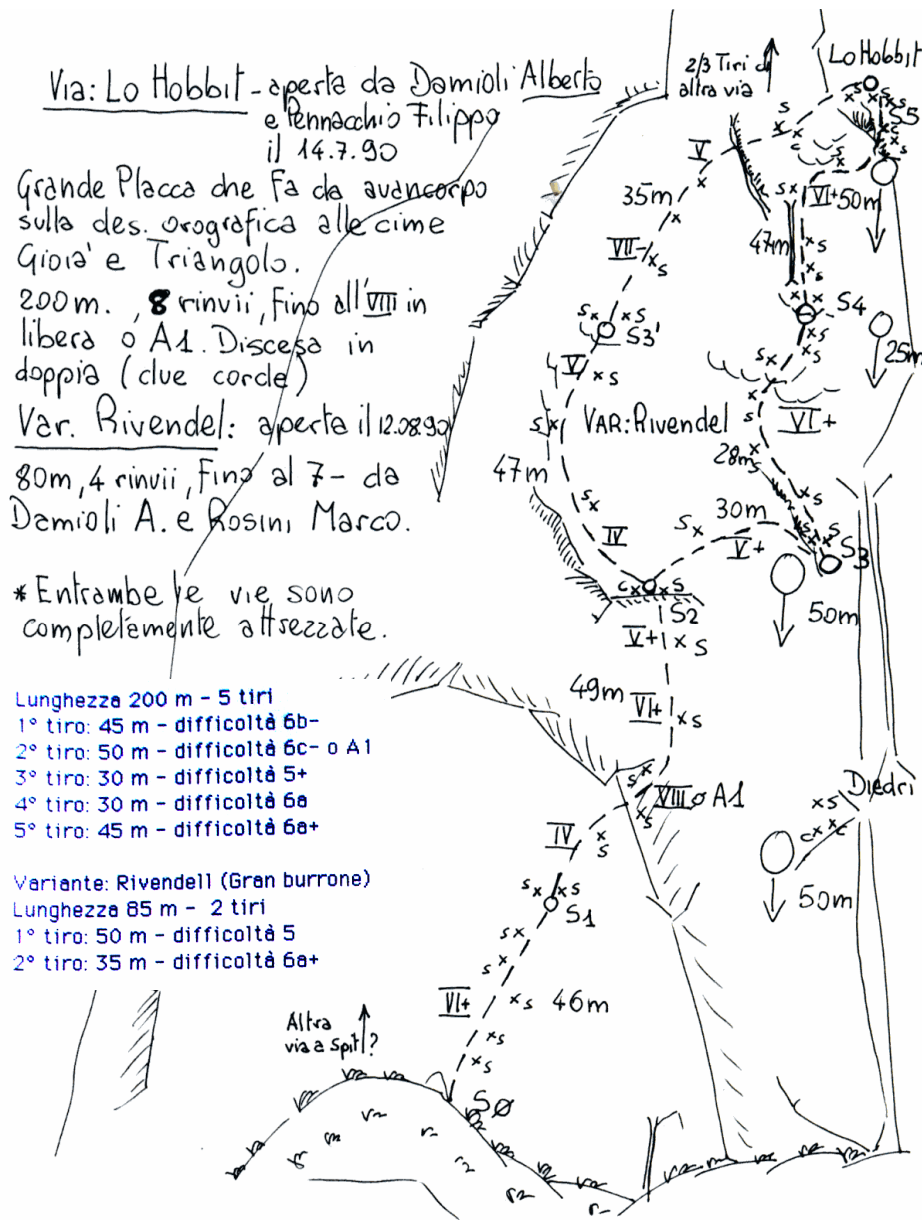 Via: Lo Hobbit - aperta da Damioli Alberto
e Pennacchio Filippo
il 14.7.90
Grande Placca che fa da avancorpo
sulla des. orografica alle cime
Gioia' e Triangolo.
200m. , 8 rinvii, Fino all'VIII in
libera o A1. Discesa in
doppia (due corde)
Var. Rivendel: aperta il 12.08.90
80m, 4 rinvii, Fino al 7- da
Damioli A. e Rosini Marco.
* Entrambe le vie sono
completamente attrezzate.
Lunghezza 200 m - 5 tiri
1° tiro: 45 m - difficoltà 6b-
2° tiro: 50 m - difficoltà 6c- o A1
3° tiro: 30 m - difficoltà 5+
4° tiro: 30 m - difficoltà 6a
5° tiro: 45 m - difficoltà 6a+
Variante: Rivendell (Gran burrone)
Lunghezza 85 m - 2 tiri
1° tiro: 50 m - difficoltà 5
2° tiro: 35 m - difficoltà 6a+
Lo Hobbit
2/3 Tiri di
altra via
S5
V
35m
VI+ 50m
VII-
47m
S3'
S4
25m
V
VAR: Rivendel
VI+
28m
47m
30m
IV
V+
S3
S2
50m
V+
49m
VI+
VIII o A1
Diedri
IV
50m
S1
VI+
46m
Altra
via a Spit?
SØ